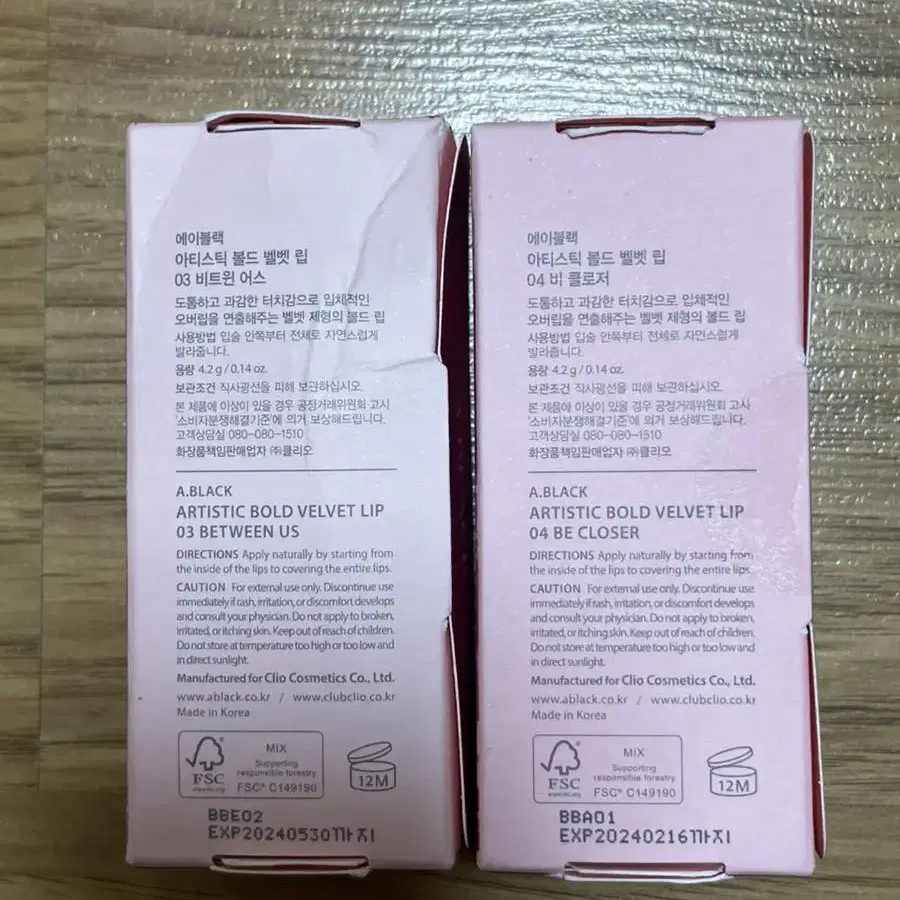 에이블랙
아티스틱 볼드 벨벳 립
03 비트윈 어스
도톰하고 과감한 터치감으로 입체적인
오버립을 연출해주는 벨벳 제형의 볼드 립
사용방법 입술 안쪽부터 전체로 자연스럽게
발라줍니다.
용량 4.2 g / 0.14 oz.
보관조건 직사광선을 피해 보관하십시오.
본 제품에 이상이 있을 경우 공정거래위원회 고시
'소비자분쟁해결기준'에 의거 보상해드립니다.
고객상담실 080-080-1510
화장품책임판매업자 ㈜클리오
A.BLACK
ARTISTIC BOLD VELVET LIP
03 BETWEEN US
DIRECTIONS Apply naturally by starting from
the inside of the lips to covering the entire lips.
CAUTION For external use only. Discontinue use
immediately if rash, irritation, or discomfort develops
and consult your physician. Do not apply to broken,
irritated, or itching skin. Keep out of reach of children.
Do not store at temperature too high or too low and
in direct sunlight.
Manufactured for Clio Cosmetics Co., Ltd.
www.ablack.co.kr / www.clubclio.co.kr
Made in Korea
FSC
www.fsc.org
MIX
Supporting
responsible forestry
FSC® C149190
12M
BBE02
EXP20240530까지
에이블랙
아티스틱 볼드 벨벳 립
04 비 클로저
도톰하고 과감한 터치감으로 입체적인
오버립을 연출해주는 벨벳 제형의 볼드 립
사용방법 입술 안쪽부터 전체로 자연스럽게
발라줍니다.
용량 4.2 g / 0.14 oz.
보관조건 직사광선을 피해 보관하십시오.
본 제품에 이상이 있을 경우 공정거래위원회 고시
'소비자분쟁해결기준'에 의거 보상해드립니다.
고객상담실 080-080-1510
화장품책임판매업자 ㈜클리오
A.BLACK
ARTISTIC BOLD VELVET LIP
04 BE CLOSER
DIRECTIONS Apply naturally by starting from
the inside of the lips to covering the entire lips.
CAUTION For external use only. Discontinue use
immediately if rash, irritation, or discomfort develops
and consult your physician. Do not apply to broken,
irritated, or itching skin. Keep out of reach of children.
Do not store at temperature too high or too low and
in direct sunlight.
Manufactured for Clio Cosmetics Co., Ltd.
www.ablack.co.kr / www.clubclio.co.kr
Made in Korea
FSC
www.fsc.org
MIX
Supporting
responsible forestry
FSC® C149190
12M
BBA01
EXP20240216까지